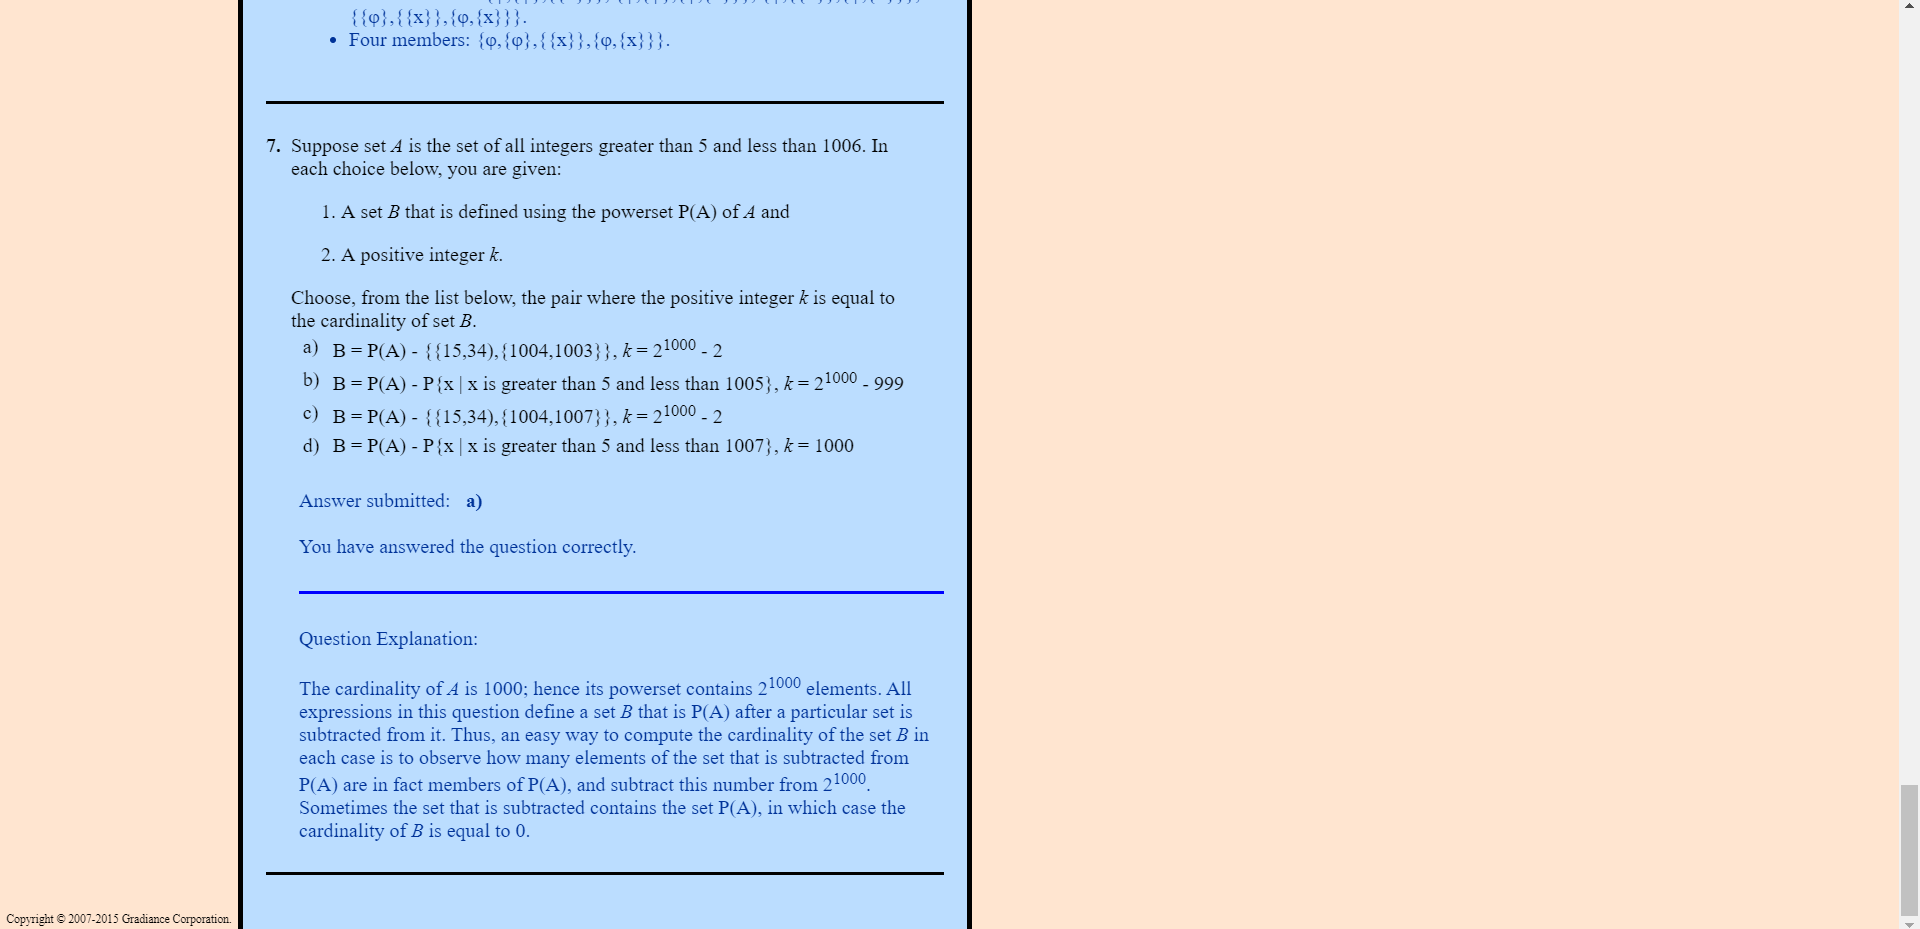 {{φ},{{x}},{φ,{x}}}.
• Four members: {φ,{φ},{{x}},{φ,{x}}}.
7. Suppose set A is the set of all integers greater than 5 and less than 1006. In
each choice below, you are given:
1. A set B that is defined using the powerset P(A) of A and
2. A positive integer k.
Choose, from the list below, the pair where the positive integer k is equal to
the cardinality of set B.
a) B = P(A) - {{15,34),{1004,1003}}, k = 2^1000 - 2
b) B = P(A) - P{x | x is greater than 5 and less than 1005}, k = 2^1000 - 999
c) B = P(A) - {{15,34),{1004,1007}}, k = 2^1000 - 2
d) B = P(A) - P{x | x is greater than 5 and less than 1007}, k = 1000
Answer submitted: a)
You have answered the question correctly.
Question Explanation:
The cardinality of A is 1000; hence its powerset contains 2^1000 elements. All
expressions in this question define a set B that is P(A) after a particular set is
subtracted from it. Thus, an easy way to compute the cardinality of the set B in
each case is to observe how many elements of the set that is subtracted from
P(A) are in fact members of P(A), and subtract this number from 2^1000.
Sometimes the set that is subtracted contains the set P(A), in which case the
cardinality of B is equal to 0.
Copyright © 2007-2015 Gradiance Corporation.